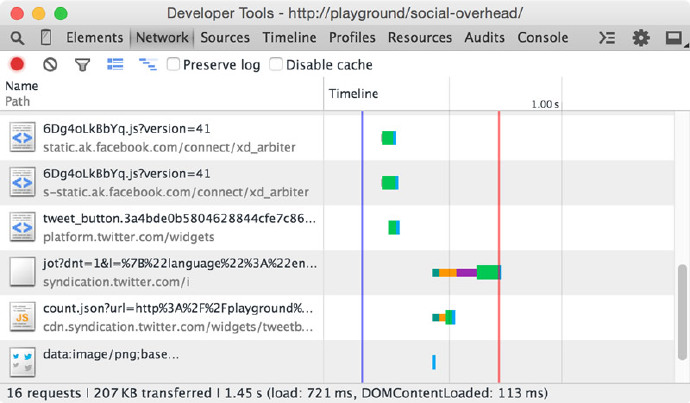 Developer Tools - http://playground/social-overhead/
Elements Network Sources Timeline Profiles Resources Audits Console
Preserve log Disable cache
Name
Path
Timeline
1.00 s
6Dg4oLkBbYq.js?version=41
static.ak.facebook.com/connect/xd_arbiter
6Dg4oLkBbYq.js?version=41
s-static.ak.facebook.com/connect/xd_arbiter
tweet_button.3a4bde0b5804628844cfe7c86...
platform.twitter.com/widgets
jot?dnt=1&l=%7B%22language%22%3A%22en...
syndication.twitter.com/i
count.json?url=http%3A%2F%2Fplayground%...
JS
cdn.syndication.twitter.com/widgets/tweetb...
data:image/png;base...
16 requests | 207 KB transferred | 1.45 s (load: 721 ms, DOMContentLoaded: 113 ms)